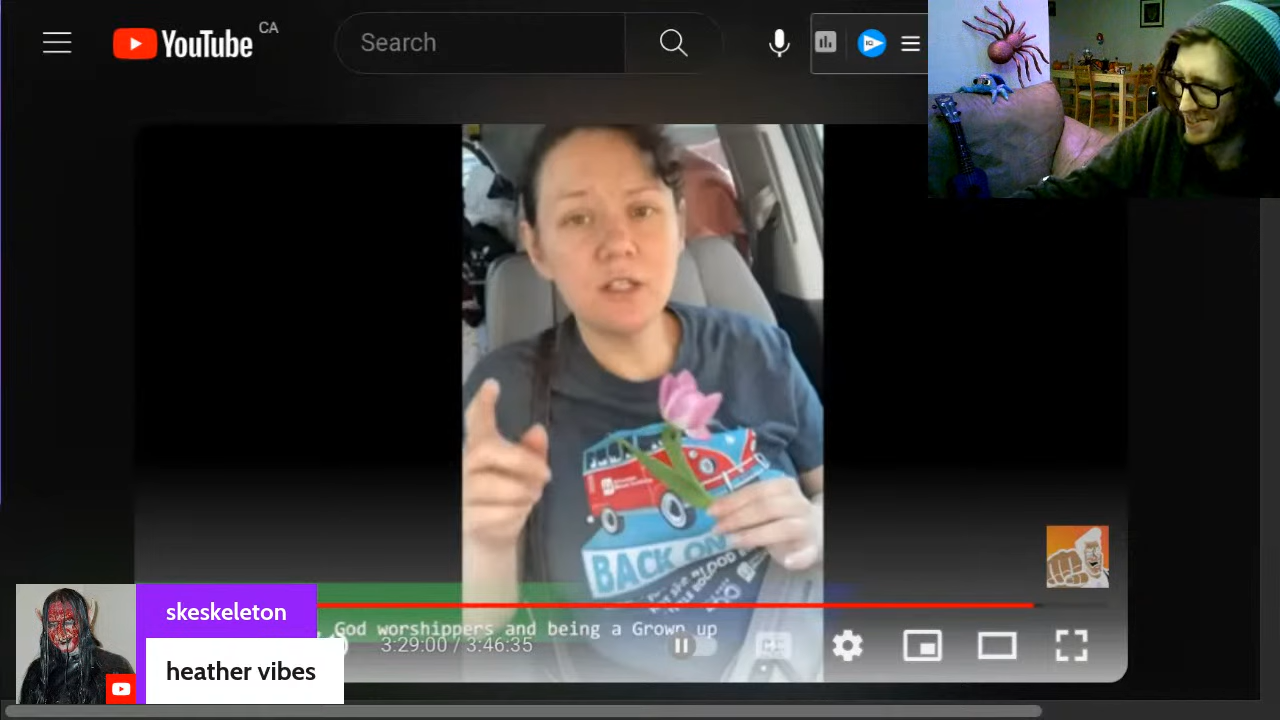 YouTube CA
Search
BACK ON
God worshippers and being a Grown up
3:29:00 / 3:46:35
skeskeleton
heather vibes